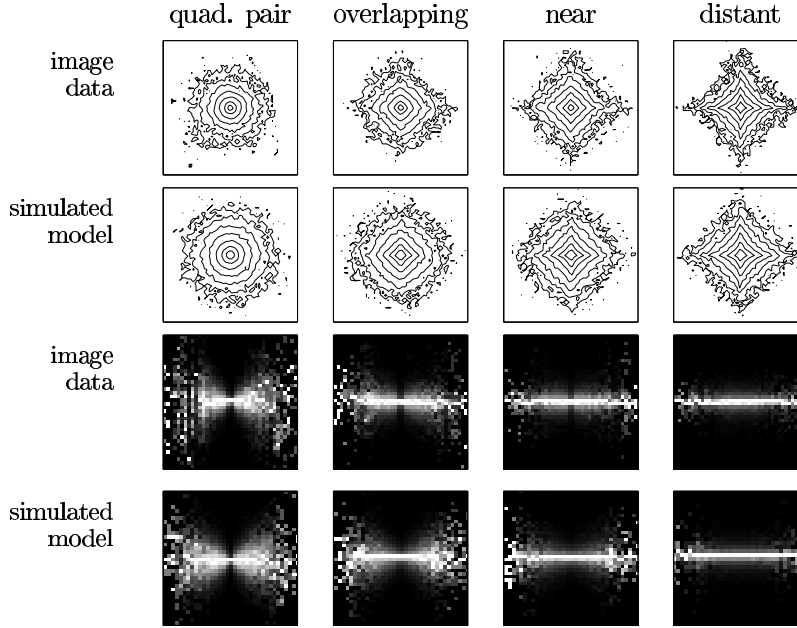 quad. pair overlapping near distant
image
data
simulated
model
image
data
simulated
model